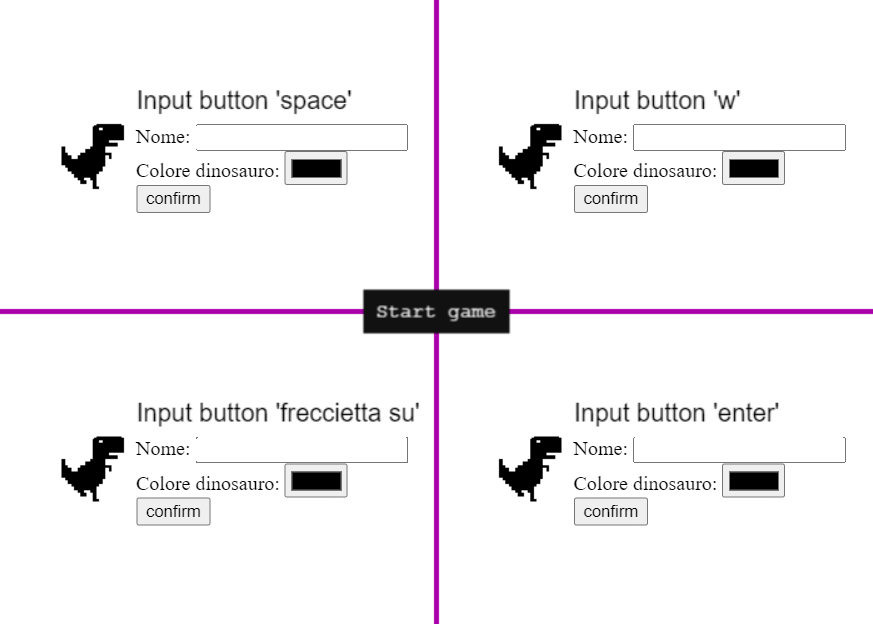 Input button 'space'
Nome:
Colore dinosauro:
confirm
Input button 'w'
Nome:
Colore dinosauro:
confirm
Start game
Input button 'freccietta su'
Nome:
Colore dinosauro:
confirm
Input button 'enter'
Nome:
Colore dinosauro:
confirm